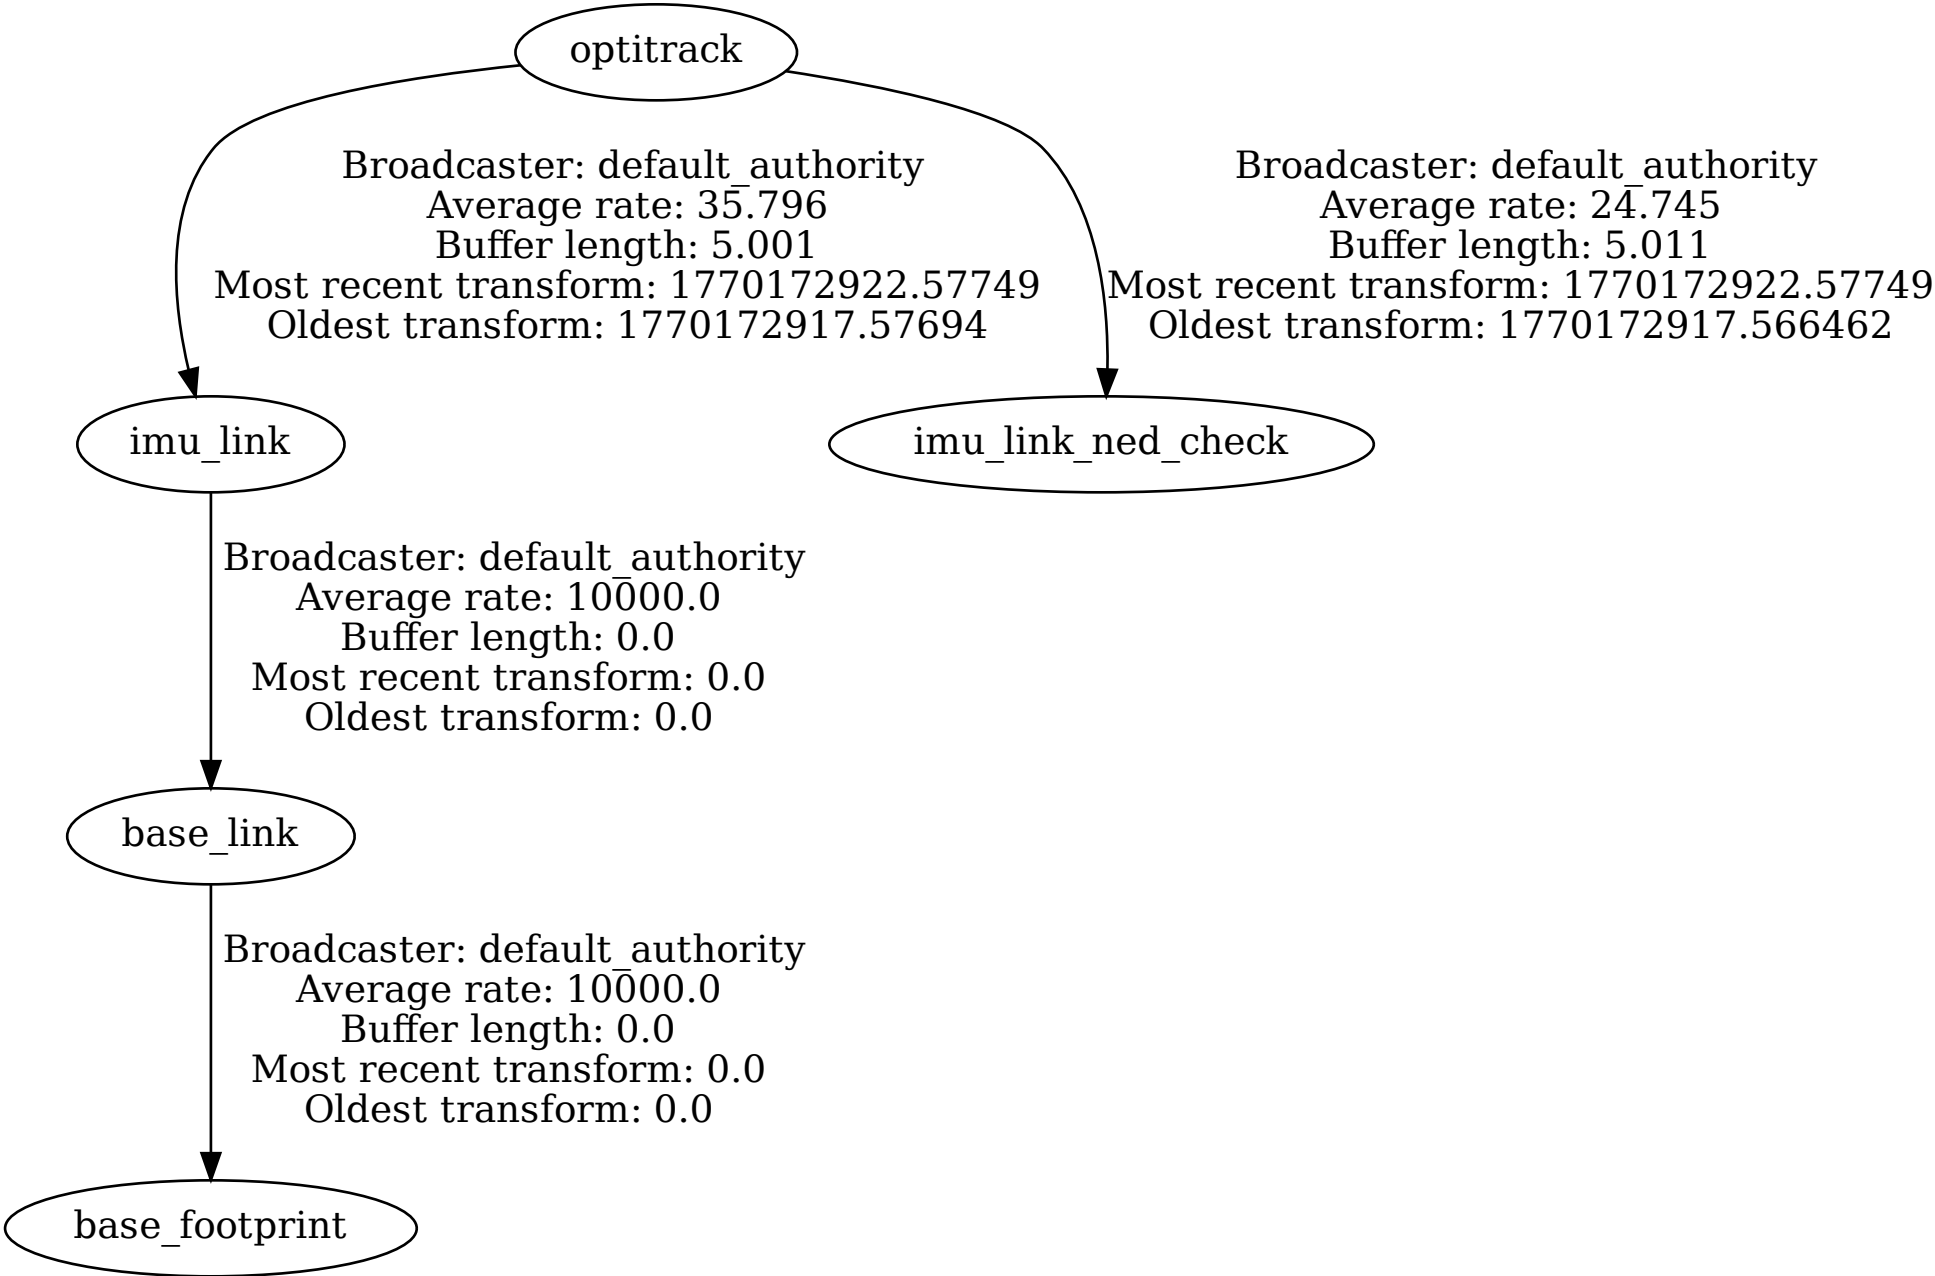 optitrack
Broadcaster: default_authority
Average rate: 35.796
Buffer length: 5.001
Most recent transform: 1770172922.57749
Oldest transform: 1770172917.57694
Broadcaster: default_authority
Average rate: 24.745
Buffer length: 5.011
Most recent transform: 1770172922.57749
Oldest transform: 1770172917.566462
imu_link
imu_link_ned_check
Broadcaster: default_authority
Average rate: 10000.0
Buffer length: 0.0
Most recent transform: 0.0
Oldest transform: 0.0
base_link
Broadcaster: default_authority
Average rate: 10000.0
Buffer length: 0.0
Most recent transform: 0.0
Oldest transform: 0.0
base_footprint